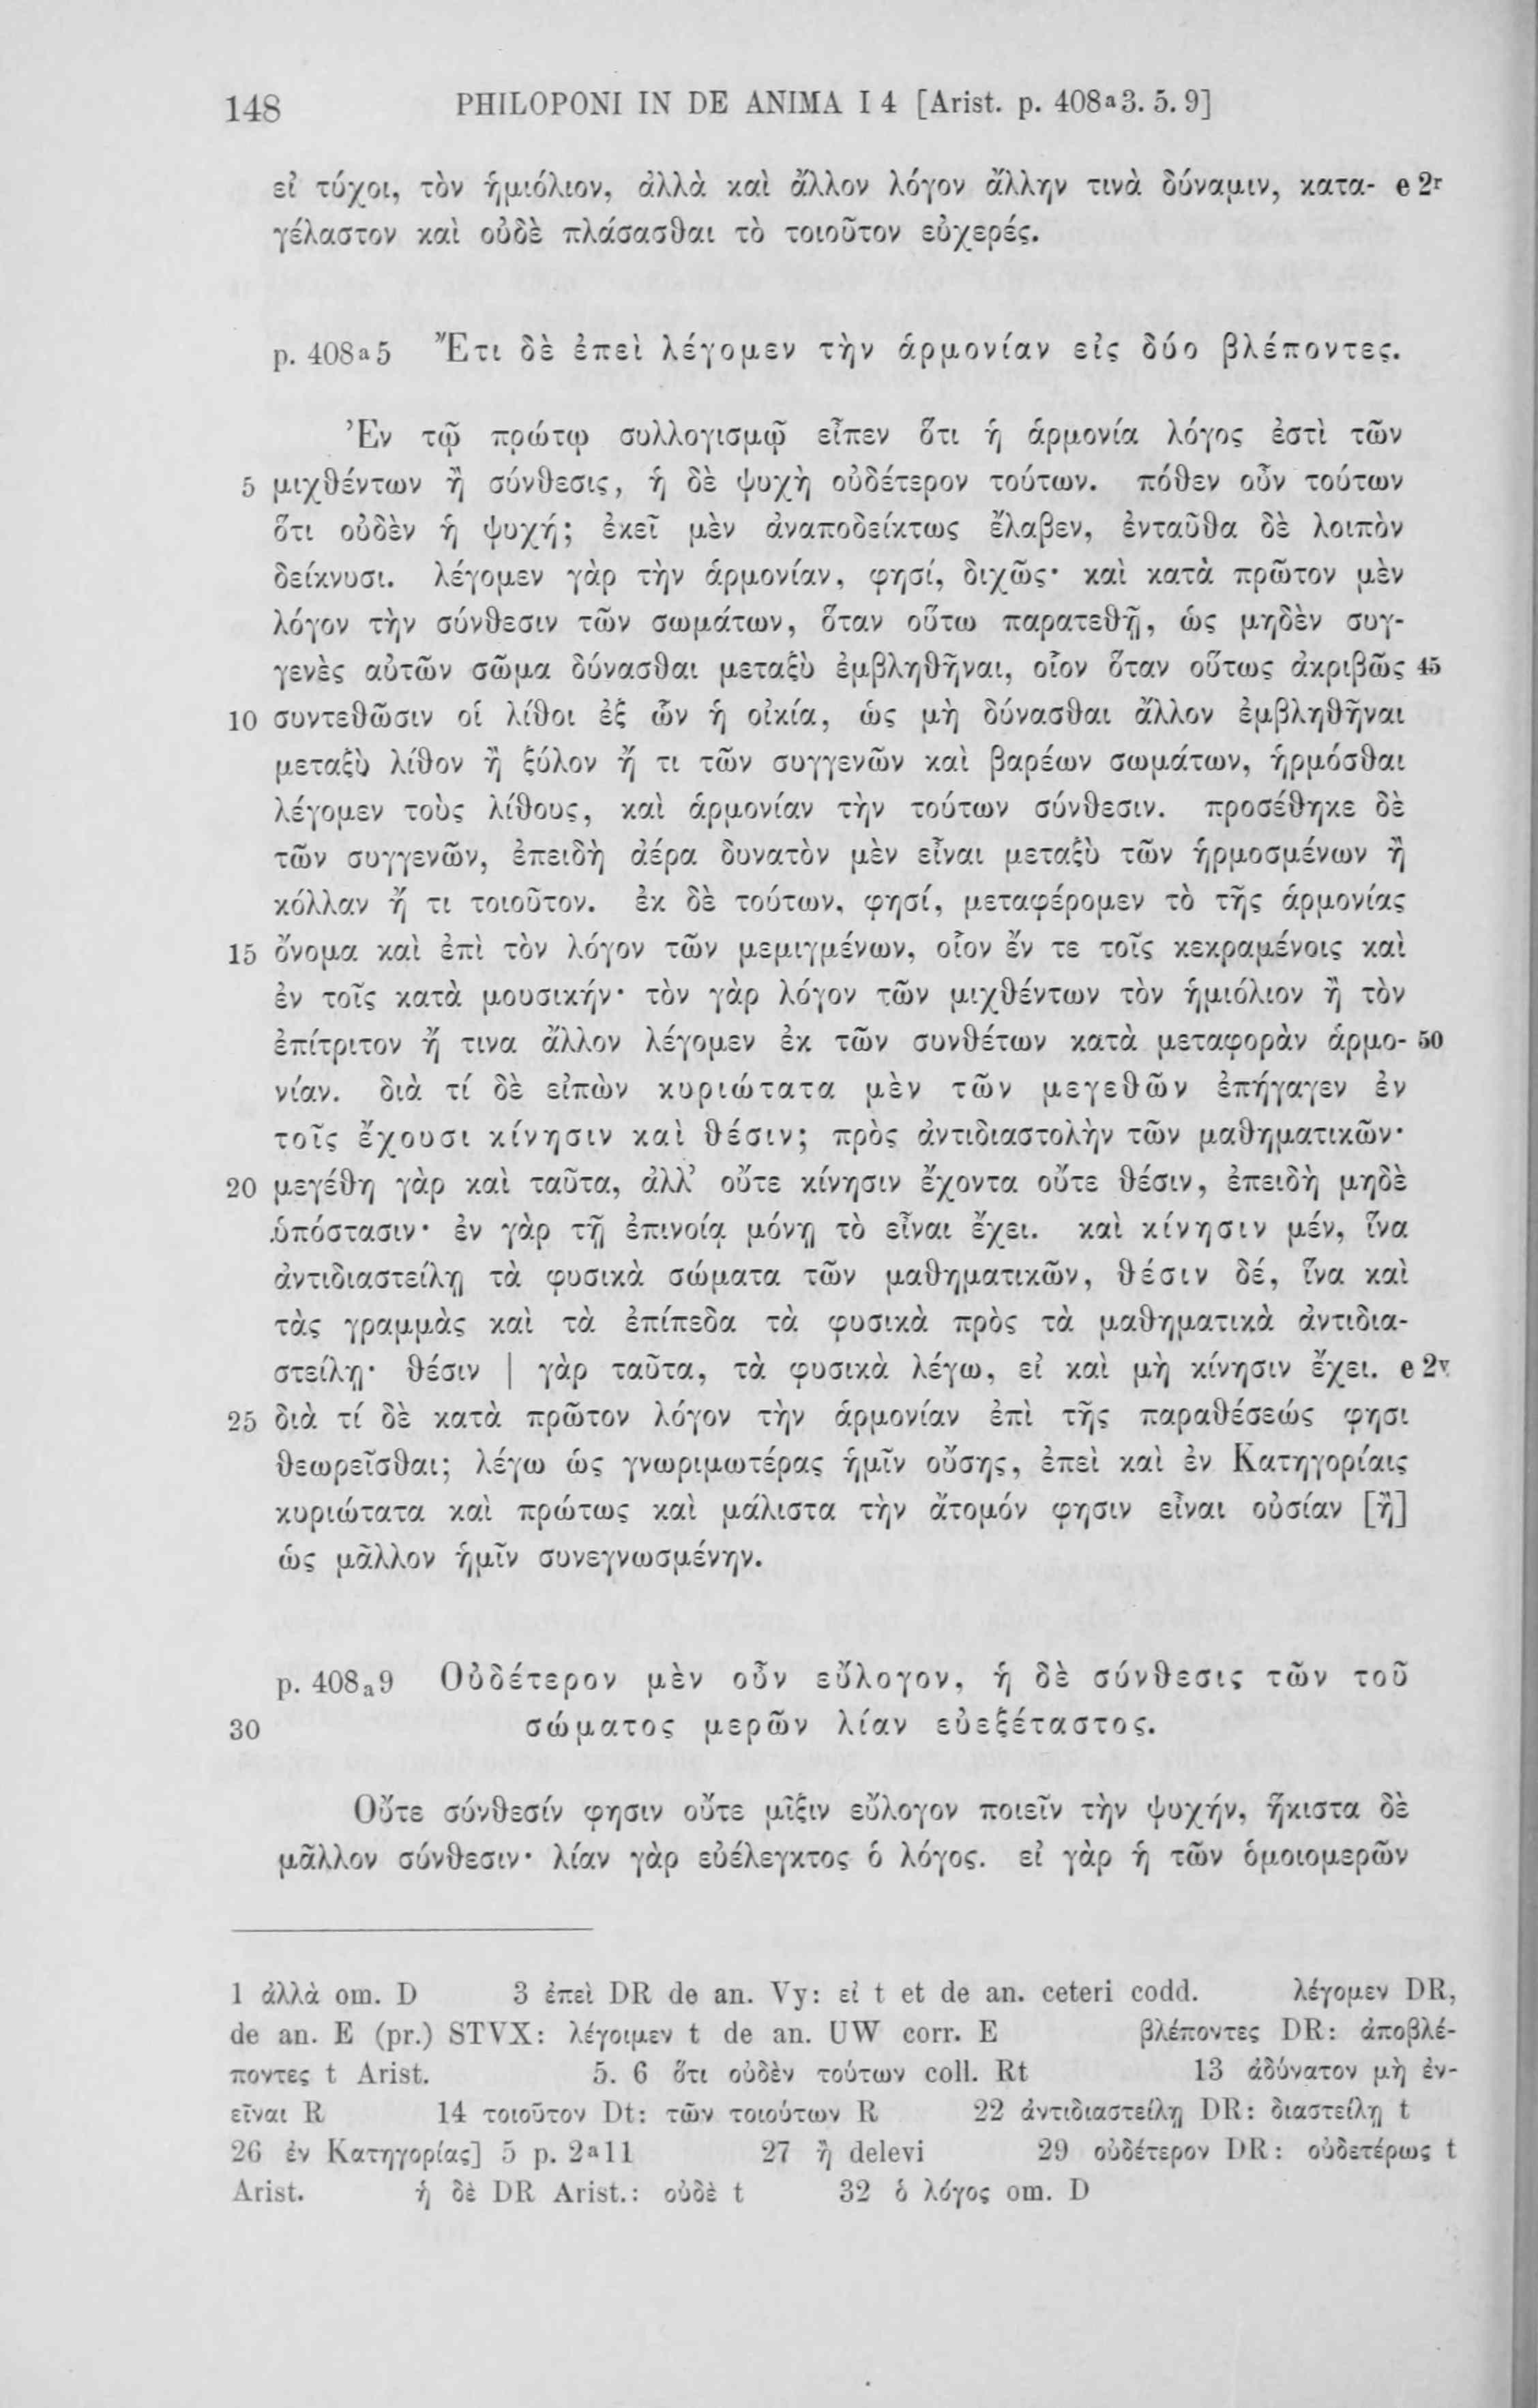 148 PHILOPONI IN DE ANIMA I 4 [Arist. p. 408ª3. 5. 9]
εἰ τύχοι, τὸν ἡμιόλιον, ἀλλὰ καὶ ἄλλον λόγον ἄλλην τινὰ δύναμιν, κατα- e 2r
γέλαστον καὶ οὐδὲ πλάσασθαι τὸ τοιοῦτον εὐχερές.
p. 408ª5 Ἔτι δὲ ἐπεὶ λέγομεν τὴν ἁρμονίαν εἰς δύο βλέποντες.
Ἐν τῷ πρώτῳ συλλογισμῷ εἶπεν ὅτι ἡ ἁρμονία λόγος ἐστὶ τῶν
5 μιχθέντων ἢ σύνθεσις, ἡ δὲ ψυχὴ οὐδέτερον τούτων. πόθεν οὖν τούτων
ὅτι οὐδὲν ἡ ψυχή; ἐκεῖ μὲν ἀναποδείκτως ἔλαβεν, ἐνταῦθα δὲ λοιπὸν
δείκνυσι. λέγομεν γὰρ τὴν ἁρμονίαν, φησί, διχῶς· καὶ κατὰ πρῶτον μὲν
λόγον τὴν σύνθεσιν τῶν σωμάτων, ὅταν οὕτω παρατεθῇ, ὡς μηδὲν συγ-
γενὲς αὐτῶν σῶμα δύνασθαι μεταξὺ ἐμβληθῆναι, οἷον ὅταν οὕτως ἀκριβῶς 45
10 συντεθῶσιν οἱ λίθοι ἐξ ὧν ἡ οἰκία, ὡς μὴ δύνασθαι ἄλλον ἐμβληθῆναι
μεταξὺ λίθον ἢ ξύλον ἤ τι τῶν συγγενῶν καὶ βαρέων σωμάτων, ἡρμόσθαι
λέγομεν τοὺς λίθους, καὶ ἁρμονίαν τὴν τούτων σύνθεσιν. προσέθηκε δὲ
τῶν συγγενῶν, ἐπειδὴ ἀέρα δυνατὸν μὲν εἶναι μεταξὺ τῶν ἡρμοσμένων ἢ
κόλλαν ἤ τι τοιοῦτον. ἐκ δὲ τούτων, φησί, μεταφέρομεν τὸ τῆς ἁρμονίας
15 ὄνομα καὶ ἐπὶ τὸν λόγον τῶν μεμιγμένων, οἷον ἔν τε τοῖς κεκραμένοις καὶ
ἐν τοῖς κατὰ μουσικήν· τὸν γὰρ λόγον τῶν μιχθέντων τὸν ἡμιόλιον ἢ τὸν
ἐπίτριτον ἤ τινα ἄλλον λέγομεν ἐκ τῶν συνθέτων κατὰ μεταφορὰν ἁρμο- 50
νίαν. διὰ τί δὲ εἰπὼν κυριώτατα μὲν τῶν μεγεθῶν ἐπήγαγεν ἐν
τοῖς ἔχουσι κίνησιν καὶ θέσιν; πρὸς ἀντιδιαστολὴν τῶν μαθηματικῶν·
20 μεγέθη γὰρ καὶ ταῦτα, ἀλλ’ οὔτε κίνησιν ἔχοντα οὔτε θέσιν, ἐπειδὴ μηδὲ
ὑπόστασιν· ἐν γὰρ τῇ ἐπινοίᾳ μόνῃ τὸ εἶναι ἔχει. καὶ κίνησιν μέν, ἵνα
ἀντιδιαστείλῃ τὰ φυσικὰ σώματα τῶν μαθηματικῶν, θέσιν δέ, ἵνα καὶ
τὰς γραμμὰς καὶ τὰ ἐπίπεδα τὰ φυσικὰ πρὸς τὰ μαθηματικὰ ἀντιδια-
στείλῃ· θέσιν | γὰρ ταῦτα, τὰ φυσικὰ λέγω, εἰ καὶ μὴ κίνησιν ἔχει. e 2v
25 διὰ τί δὲ κατὰ πρῶτον λόγον τὴν ἁρμονίαν ἐπὶ τῆς παραθέσεώς φησι
θεωρεῖσθαι; λέγω ὡς γνωριμωτέρας ἡμῖν οὔσης, ἐπεὶ καὶ ἐν Κατηγορίαις
κυριώτατα καὶ πρώτως καὶ μάλιστα τὴν ἄτομόν φησιν εἶναι οὐσίαν [ἢ]
ὡς μᾶλλον ἡμῖν συνεγνωσμένην.
p. 408a9 Οὐδέτερον μὲν οὖν εὔλογον, ἡ δὲ σύνθεσις τῶν τοῦ
30 σώματος μερῶν λίαν εὐεξέταστος.
Οὔτε σύνθεσίν φησιν οὔτε μῖξιν εὔλογον ποιεῖν τὴν ψυχήν, ἥκιστα δὲ
μᾶλλον σύνθεσιν· λίαν γὰρ εὐέλεγκτος ὁ λόγος. εἰ γὰρ ἡ τῶν ὁμοιομερῶν
1 ἀλλὰ om. D 3 ἐπεὶ DR de an. Vy: εἰ t et de an. ceteri codd. λέγομεν DR,
de an. E (pr.) STVX: λέγοιμεν t de an. UW corr. E βλέποντες DR: ἀποβλέ-
ποντες t Arist. 5. 6 ὅτι οὐδὲν τούτων coll. Rt 13 ἀδύνατον μὴ ἐν-
εῖναι R 14 τοιοῦτον Dt: τῶν τοιούτων R 22 ἀντιδιαστείλῃ DR: διαστείλῃ t
26 ἐν Κατηγορίας] 5 p. 2ª11 27 ἢ delevi 29 οὐδέτερον DR: οὐδετέρως t
Arist. ἡ δὲ DR Arist.: οὐδὲ t 32 ὁ λόγος om. D